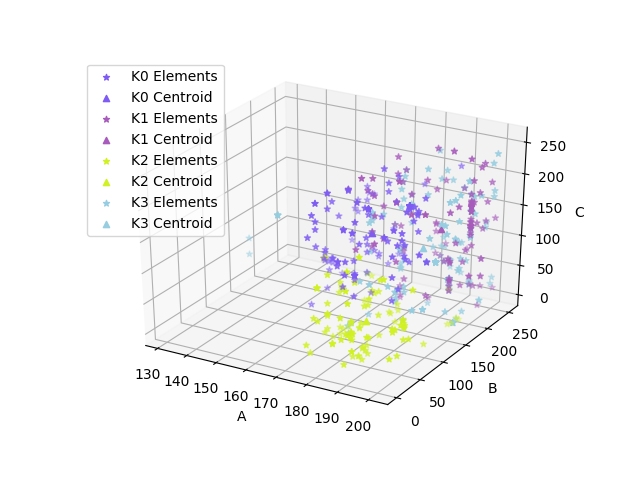 K0 Elements
K0 Centroid
K1 Elements
K1 Centroid
K2 Elements
K2 Centroid
K3 Elements
K3 Centroid
250
200
150
100
50
0
C
130
140
150
160
170
180
190
200
A
0
50
100
150
200
250
B